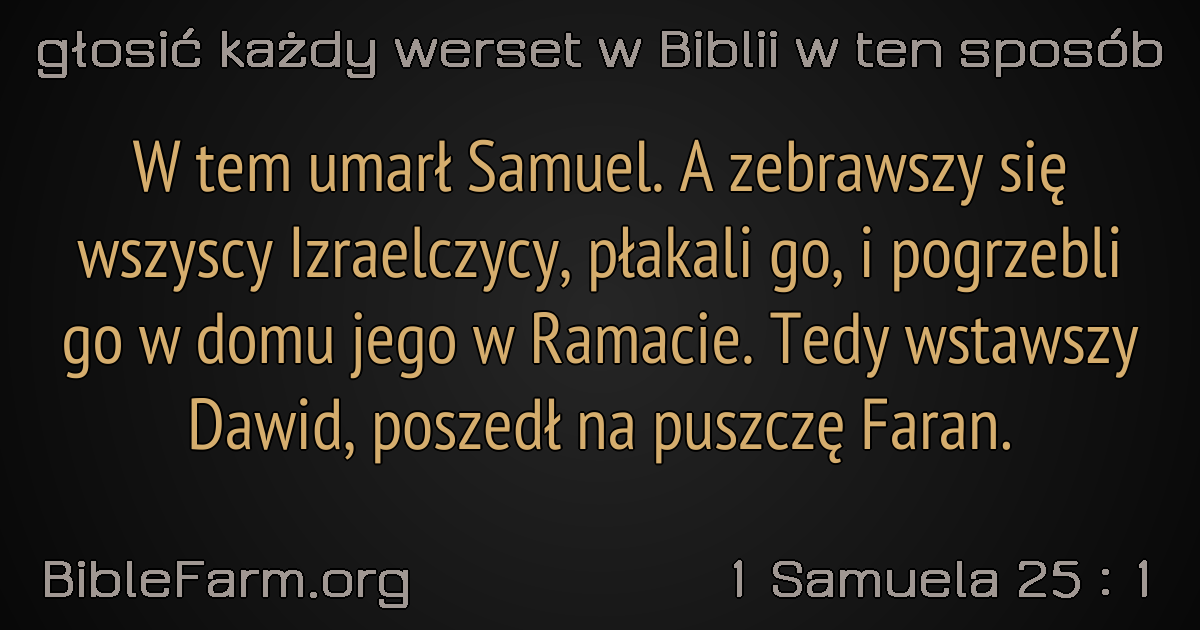 głosić każdy werset w Biblii w ten sposób
W tem umarł Samuel. A zebrawszy się
wszyscy Izraelczycy, płakali go, i pogrzebli
go w domu jego w Ramacie. Tedy wstawszy
Dawid, poszedł na puszczę Faran.
BibleFarm.org
1 Samuela 25 : 1